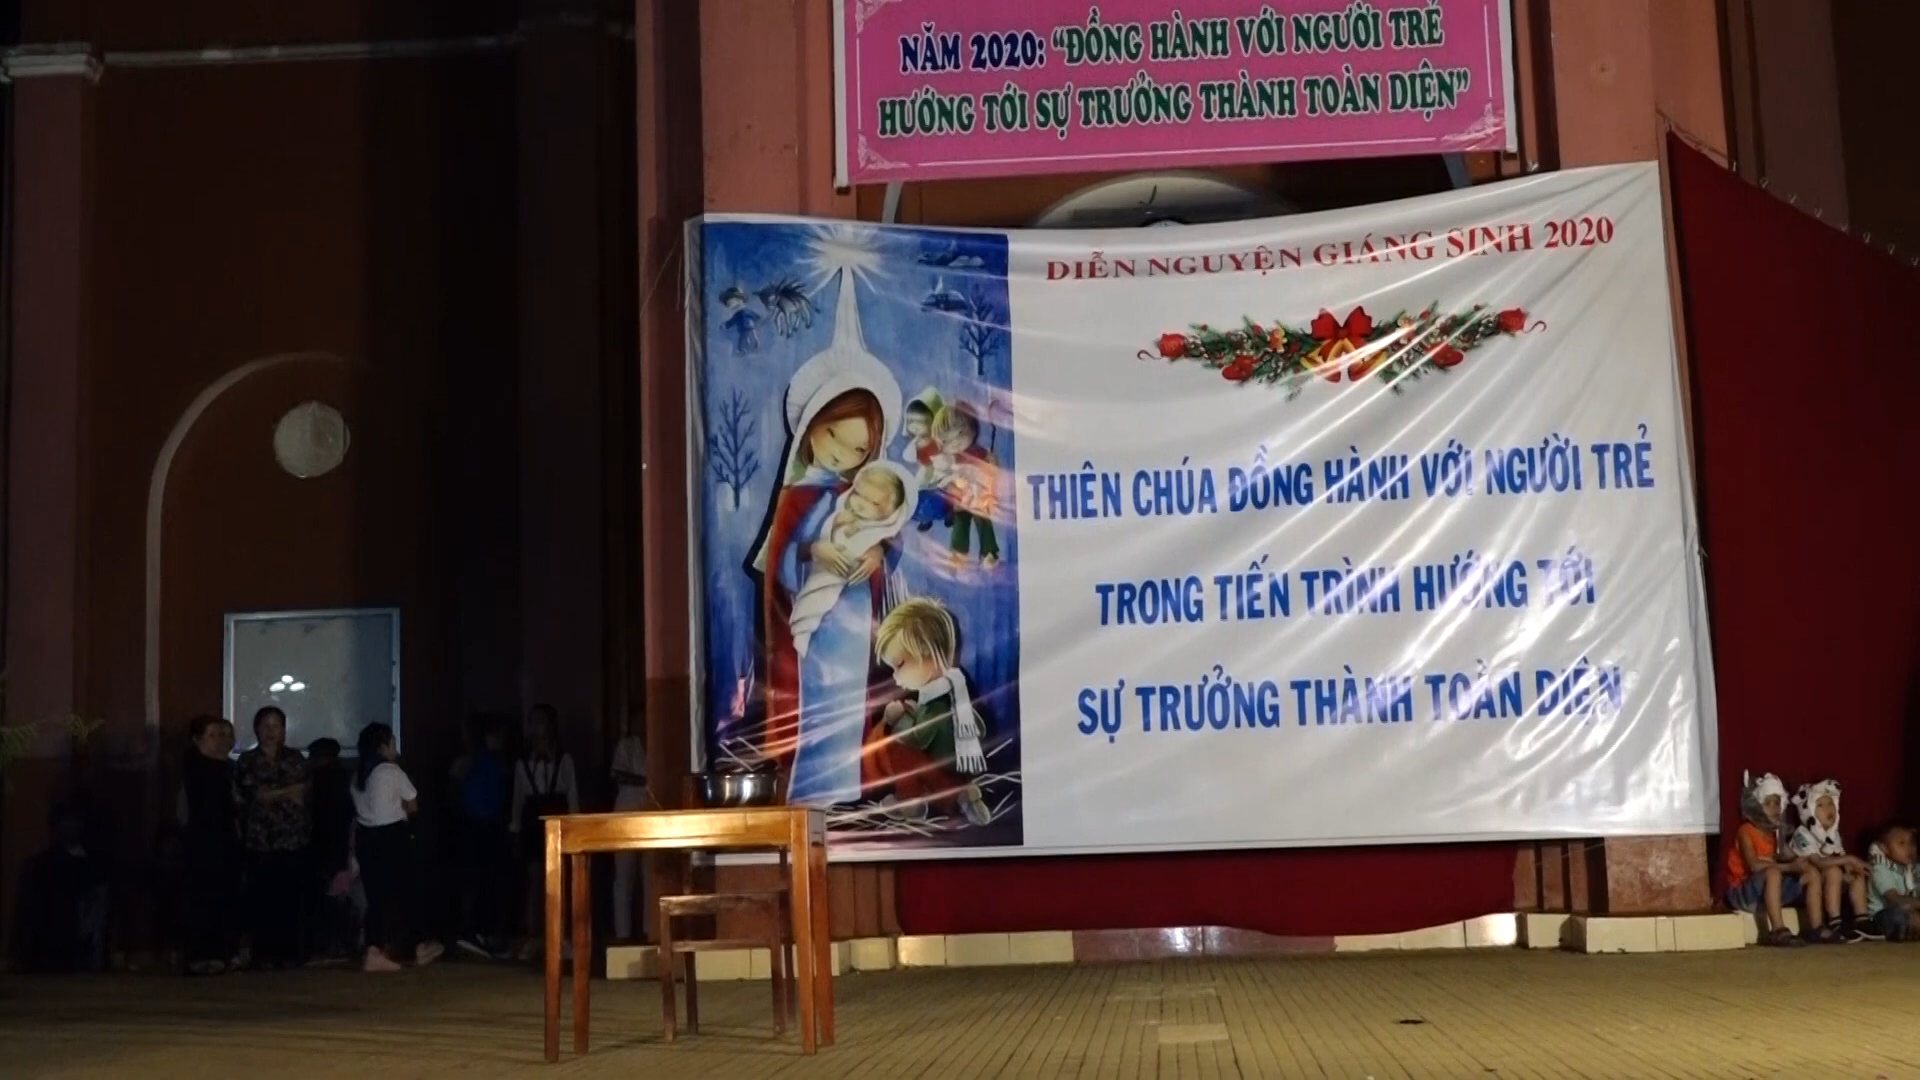 NĂM 2020: “ĐỒNG HÀNH VỚI NGƯỜI TRẺ
HƯỚNG TỚI SỰ TRƯỞNG THÀNH TOÀN DIỆN”
DIỄN NGUYỆN GIÁNG SINH 2020
THIÊN CHÚA ĐỒNG HÀNH VỚI NGƯỜI TRẺ
TRONG TIẾN TRÌNH HƯỚNG TỚI
SỰ TRƯỞNG THÀNH TOÀN DIỆN